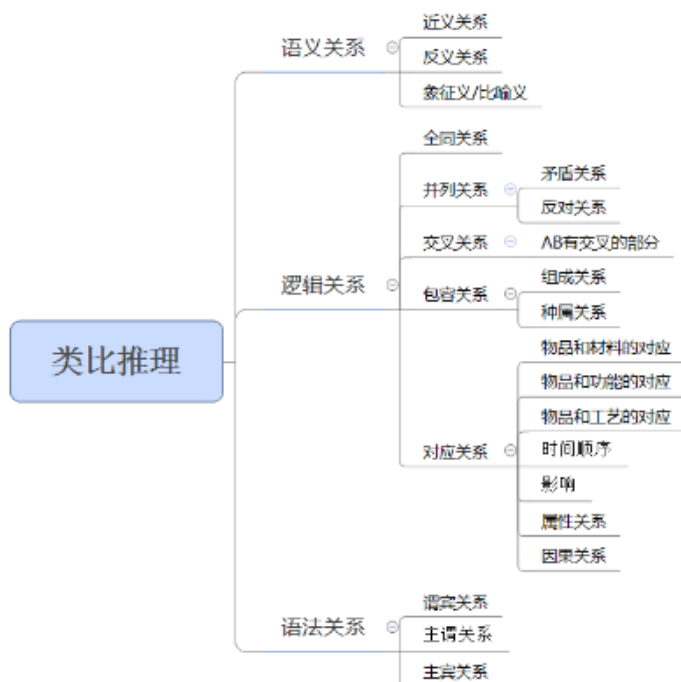 类比推理
语义关系
近义关系
反义关系
象征义/比喻义
逻辑关系
全同关系
并列关系
矛盾关系
反对关系
交叉关系
AB有交叉的部分
包容关系
组成关系
种属关系
对应关系
物品和材料的对应
物品和功能的对应
物品和工艺的对应
时间顺序
影响
属性关系
因果关系
语法关系
谓宾关系
主谓关系
主宾关系